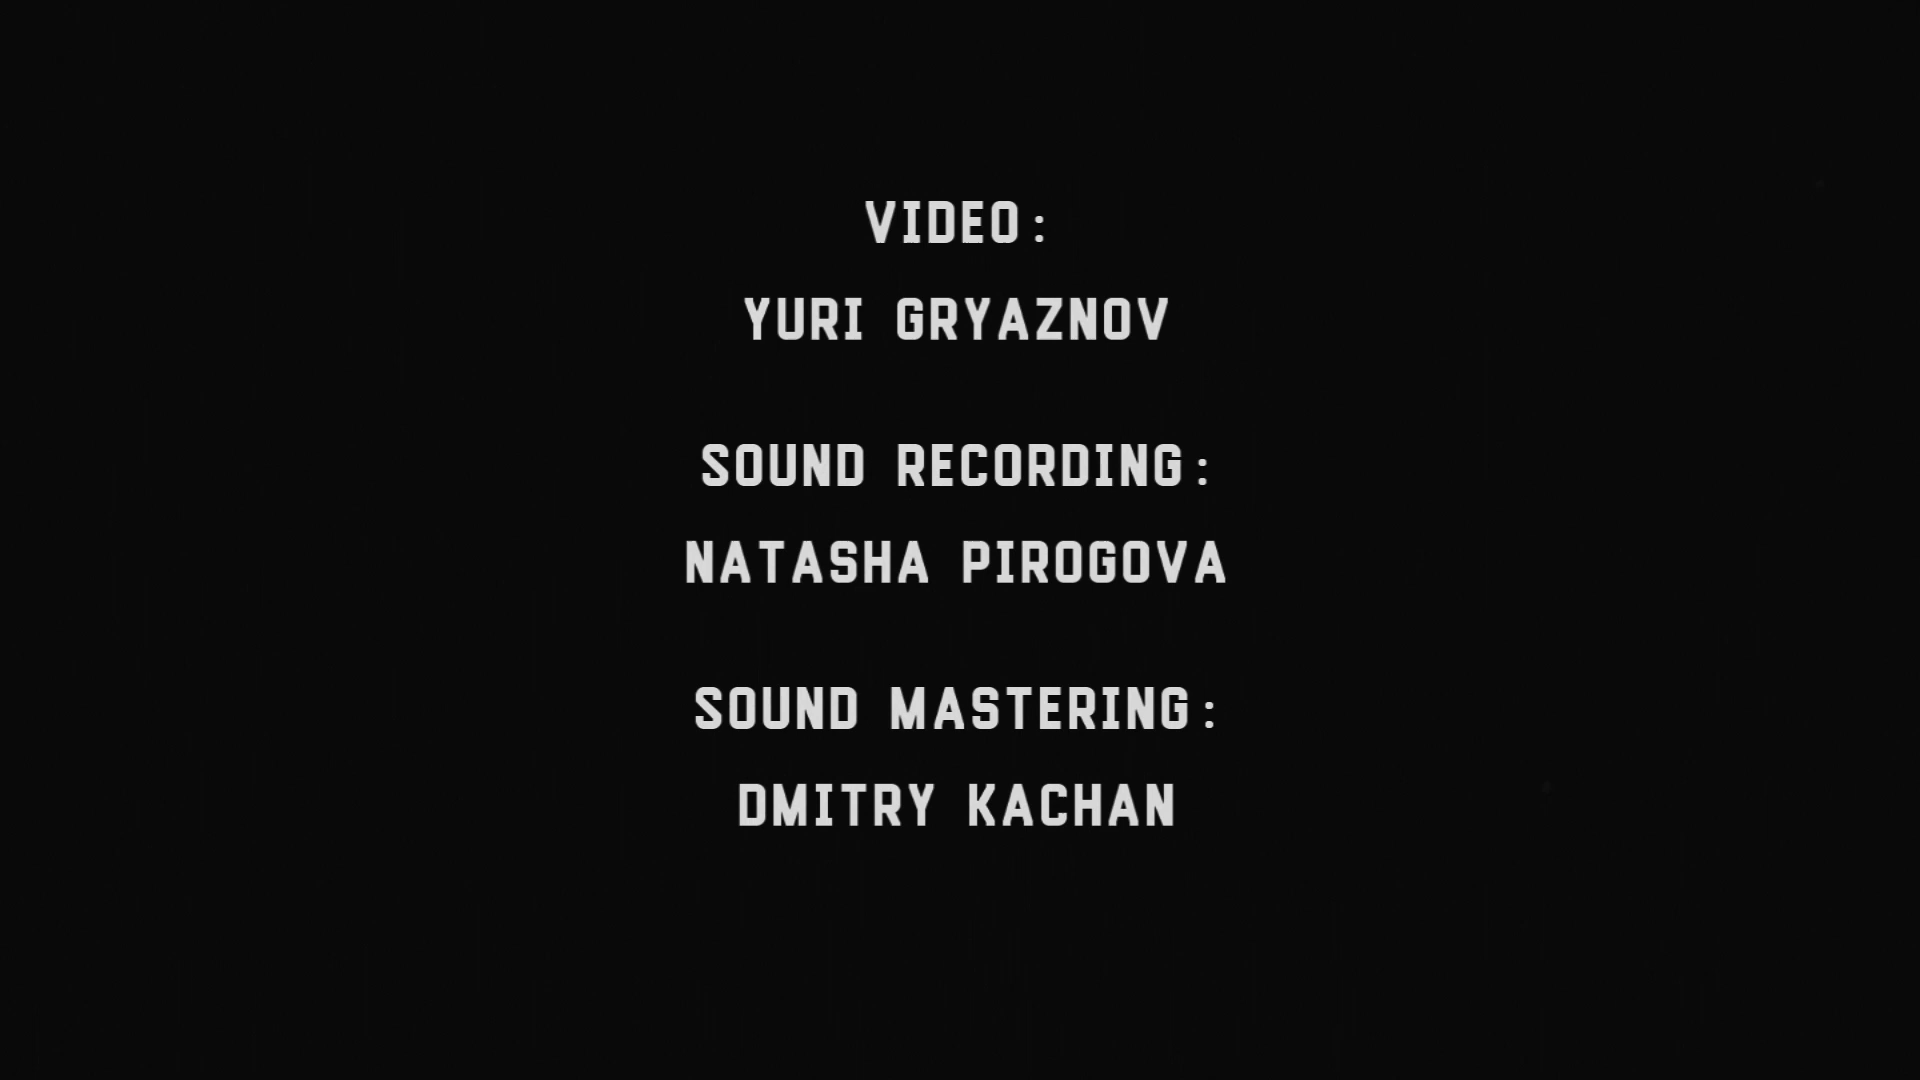 VIDEO:
YURI GRYAZNOV
SOUND RECORDING:
NATASHA PIROGOVA
SOUND MASTERING:
DMITRY KACHAN